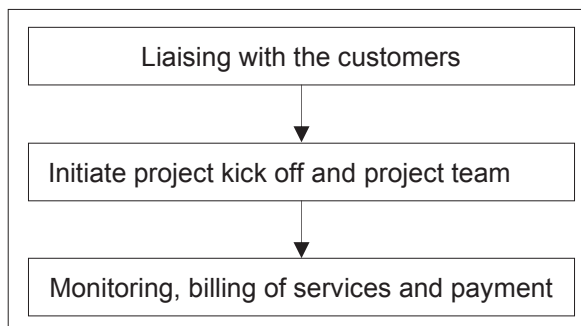 Liaising with the customers
Initiate project kick off and project team
Monitoring, billing of services and payment